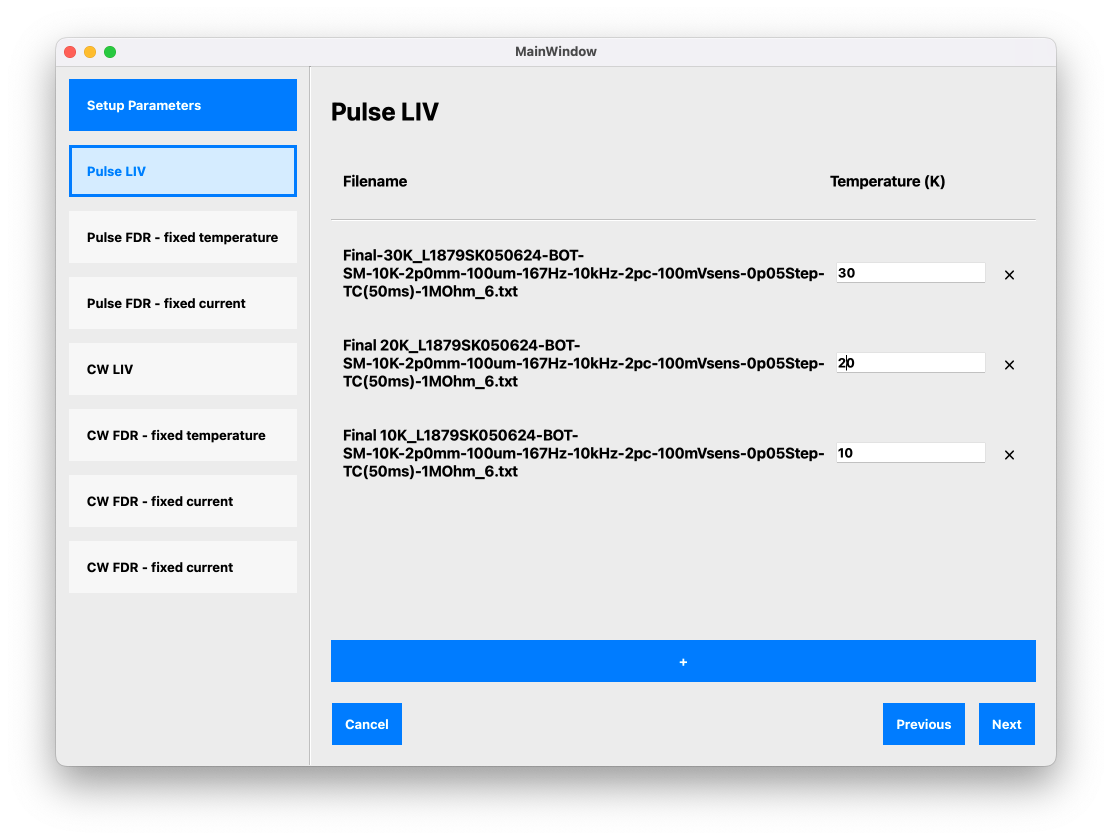 MainWindow
Setup Parameters
Pulse LIV
Pulse FDR - fixed temperature
Pulse FDR - fixed current
CW LIV
CW FDR - fixed temperature
CW FDR - fixed current
CW FDR - fixed current
Pulse LIV
Filename Temperature (K)
Final-30K_L1879SK050624-BOT-
SM-10K-2p0mm-100um-167Hz-10kHz-2pc-100mVsens-0p05Step- 30 ×
TC(50ms)-1MOhm_6.txt
Final 20K_L1879SK050624-BOT-
SM-10K-2p0mm-100um-167Hz-10kHz-2pc-100mVsens-0p05Step- 20 ×
TC(50ms)-1MOhm_6.txt
Final 10K_L1879SK050624-BOT-
SM-10K-2p0mm-100um-167Hz-10kHz-2pc-100mVsens-0p05Step- 10 ×
TC(50ms)-1MOhm_6.txt
+
Cancel Previous Next